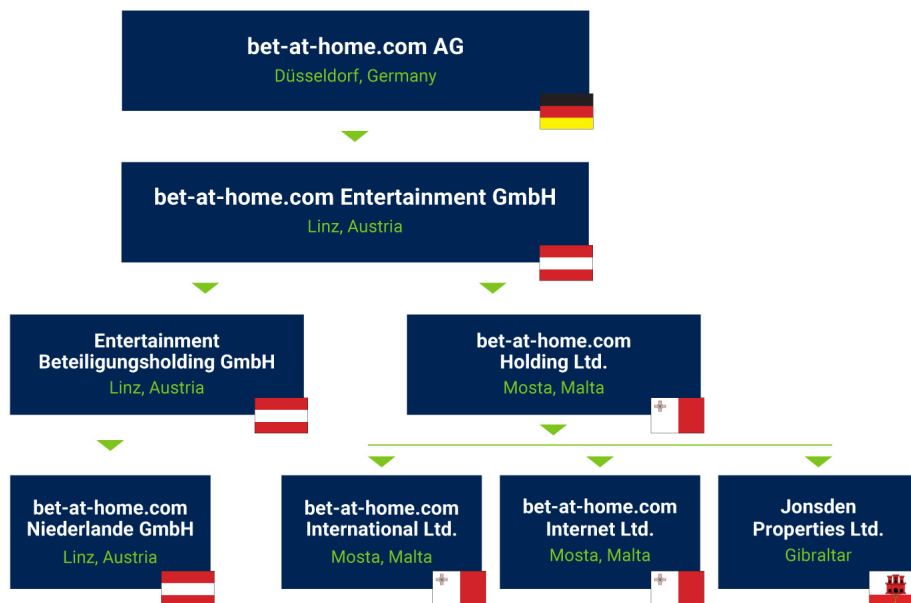 bet-at-home.com AG
Düsseldorf, Germany
bet-at-home.com Entertainment GmbH
Linz, Austria
Entertainment
Beteiligungsholding GmbH
Linz, Austria
bet-at-home.com
Holding Ltd.
Mosta, Malta
bet-at-home.com
Niederlande GmbH
Linz, Austria
bet-at-home.com
International Ltd.
Mosta, Malta
bet-at-home.com
Internet Ltd.
Mosta, Malta
Jonsden
Properties Ltd.
Gibraltar